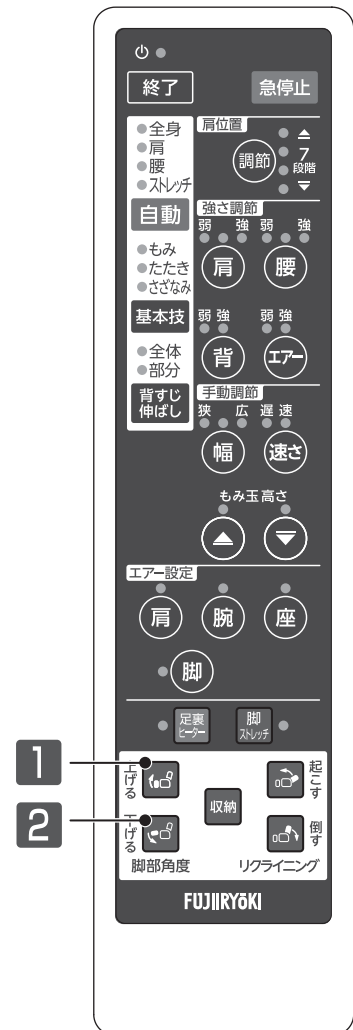 終了
急停止
全身
肩
腰
ストレッチ
自動
もみ
たたき
さざなみ
基本技
全体
部分
背すじ
伸ばし
肩位置
調節
7
段階
強さ調節
弱 強 弱 強
肩 腰
弱 強 弱 強
背 エアー
手動調節
狭 広 遅 速
幅 速さ
もみ玉高さ
エアー設定
肩 腕 座
脚
足裏
ヒーター
脚
ストレッチ
1
上げる
2
下げる
脚部角度
収納
起こす
倒す
リクライニング
FUJIIRYOKI